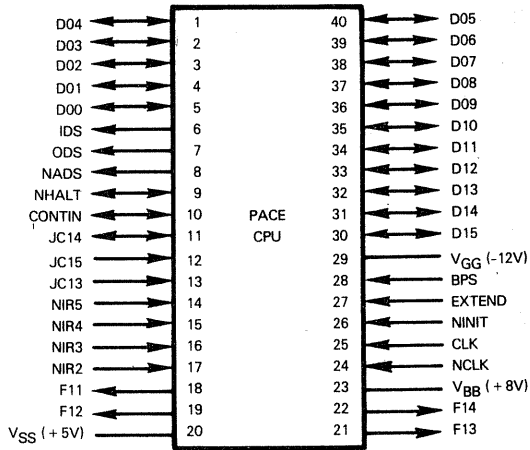 D04 1 40 D05
D03 2 39 D06
D02 3 38 D07
D01 4 37 D08
D00 5 36 D09
IDS 6 35 D10
ODS 7 34 D11
NADS 8 33 D12
NHALT 9 32 D13
CONTIN 10 PACE 31 D14
JC14 11 CPU 30 D15
JC15 12 29 VGG (-12V)
JC13 13 28 BPS
NIR5 14 27 EXTEND
NIR4 15 26 NINIT
NIR3 16 25 CLK
NIR2 17 24 NCLK
F11 18 23 VBB (+8V)
F12 19 22 F14
VSS (+5V) 20 21 F13